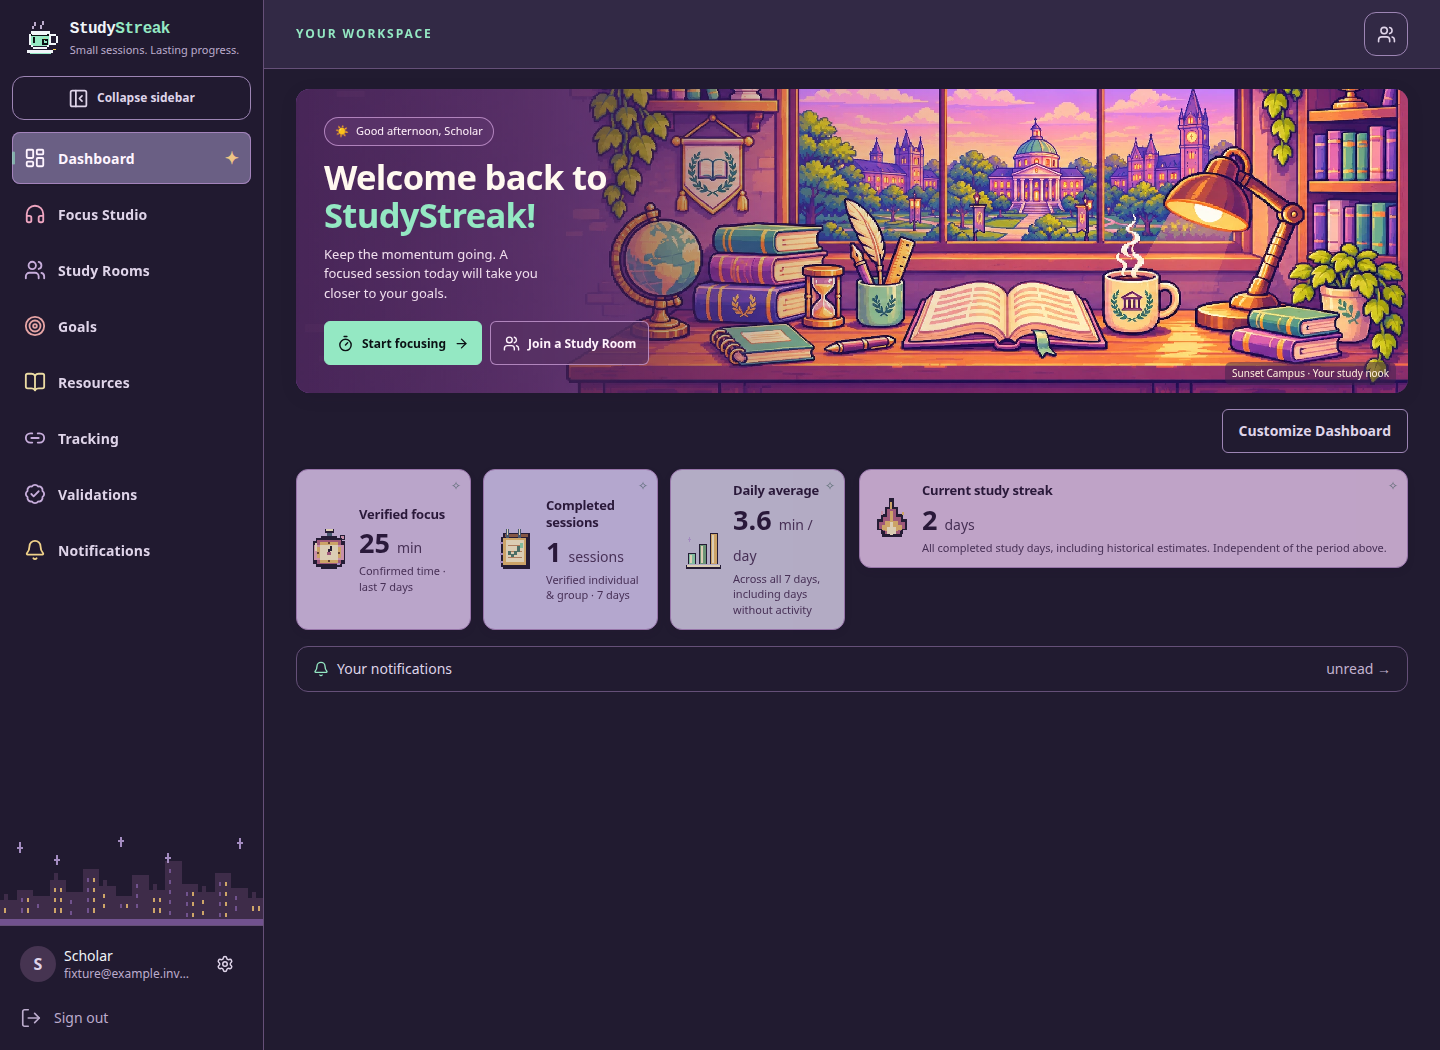 StudyStreak
Small sessions. Lasting progress.
Collapse sidebar
Dashboard
Focus Studio
Study Rooms
Goals
Resources
Tracking
Validations
Notifications
S
Scholar
fixture@example.inv...
Sign out
YOUR WORKSPACE
Good afternoon, Scholar
Welcome back to
StudyStreak!
Keep the momentum going. A
focused session today will take you
closer to your goals.
Start focusing →
Join a Study Room
Sunset Campus · Your study nook
Customize Dashboard
Verified focus
25 min
Confirmed time ·
last 7 days
Completed
sessions
1 sessions
Verified individual
& group · 7 days
Daily average
3.6 min /
day
Across all 7 days,
including days
without activity
Current study streak
2 days
All completed study days, including historical estimates. Independent of the period above.
Your notifications
unread →